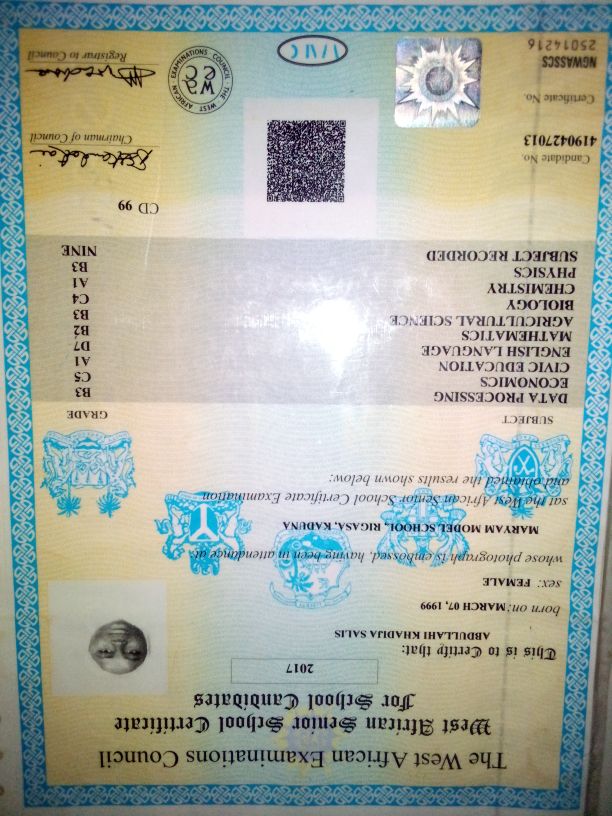 The West African Examinations Council
West African Senior School Certificate
For School Candidates
2017
This is to Certify that:
ABDULLAHI KHADIJA SALIS
born on: MARCH 07, 1999
sex: FEMALE
whose photograph is embossed, having been in attendance at:
MARYAM MODEL SCHOOL, RIGASA, KADUNA
sat the West African Senior School Certificate Examination
and obtained the results shown below:
SUBJECT GRADE
DATA PROCESSING B3
ECONOMICS C5
CIVIC EDUCATION A1
ENGLISH LANGUAGE D7
MATHEMATICS B2
AGRICULTURAL SCIENCE B3
BIOLOGY C4
CHEMISTRY A1
PHYSICS B3
SUBJECT RECORDED NINE
CD 99
Candidate No.
4190427013
Chairman of Council
Certificate No.
NGWASSCS
25014216
THE WEST AFRICAN EXAMINATIONS COUNCIL
waec
Registrar to Council